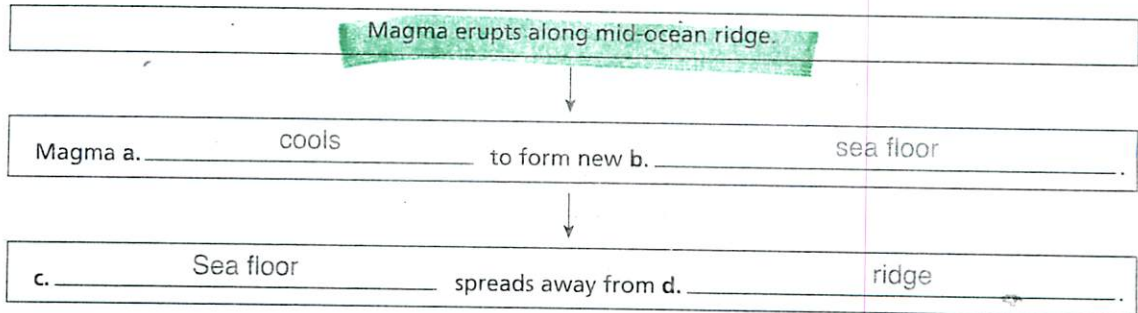 Magma erupts along mid-ocean ridge.
Magma a. cools to form new b. sea floor.
c. Sea floor spreads away from d. ridge.